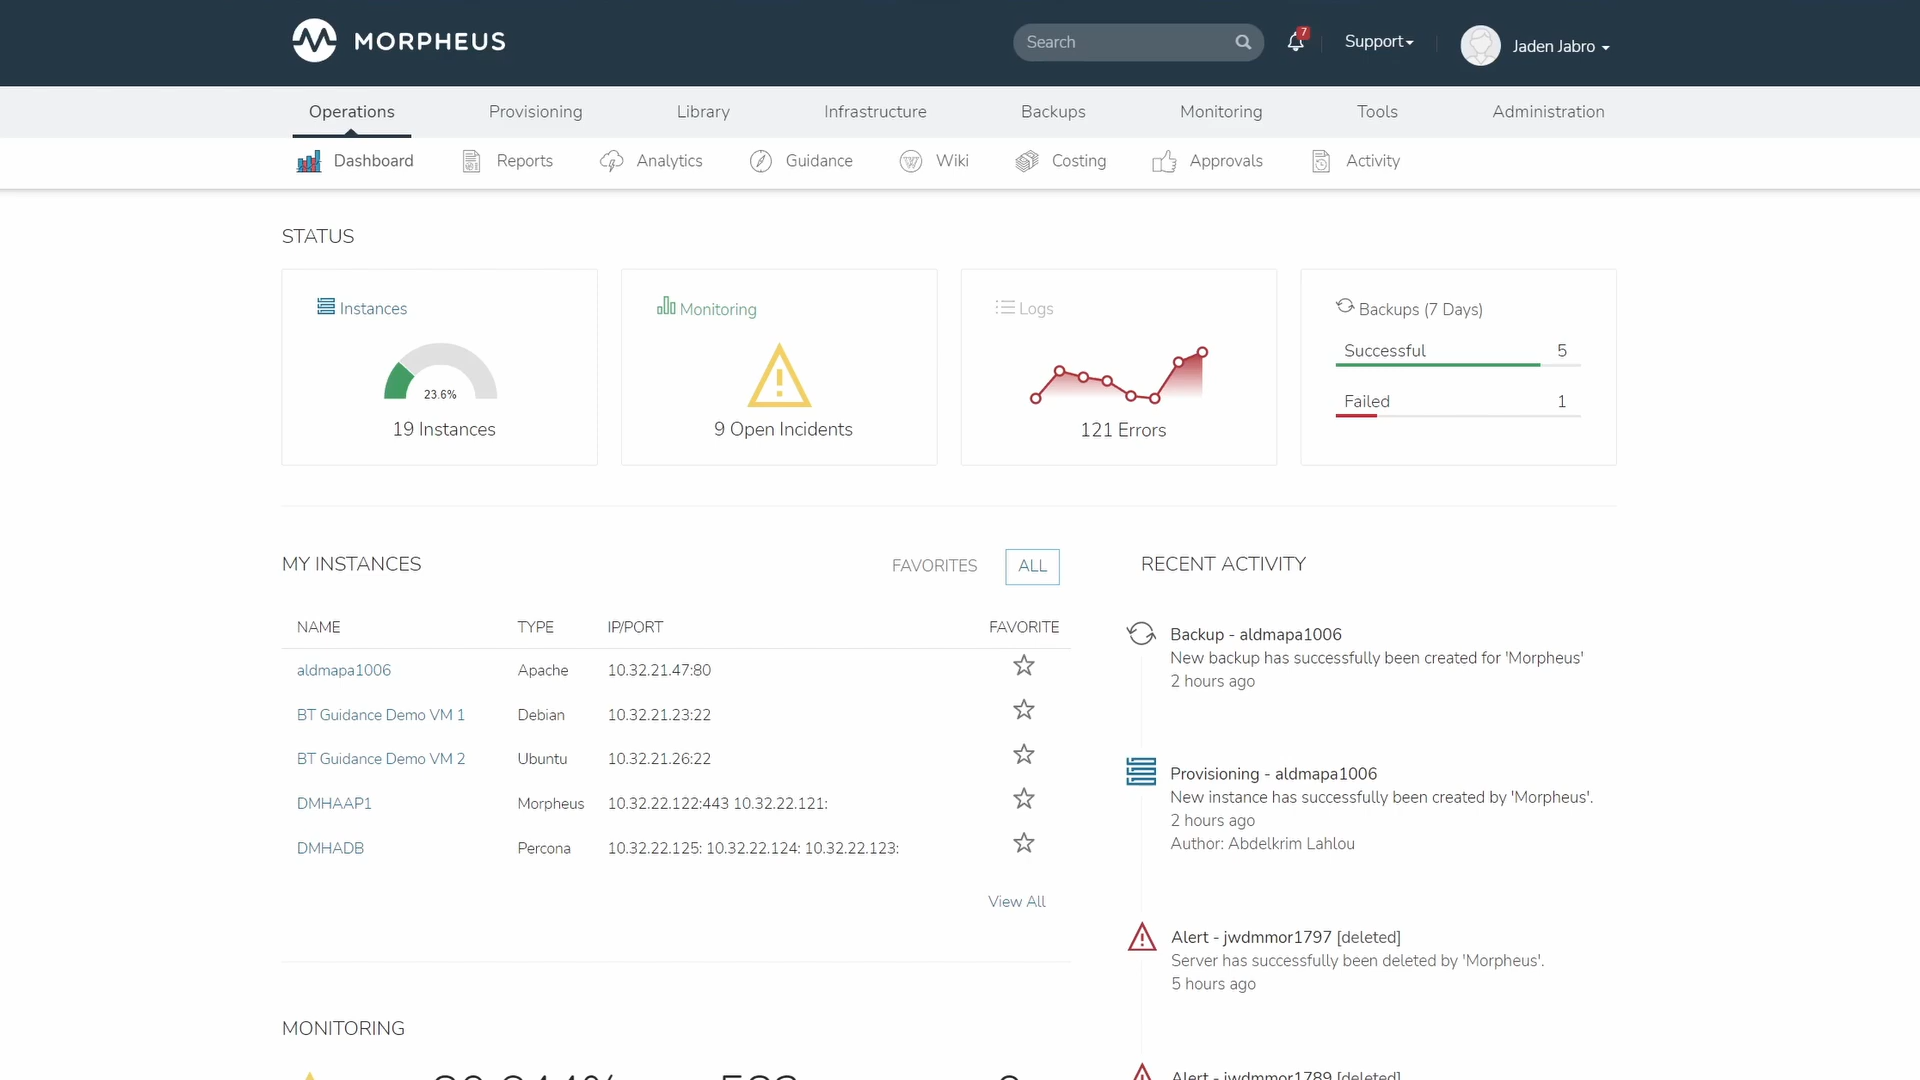 MORPHEUS
Search
7
Support
Jaden Jabro
Operations
Provisioning
Library
Infrastructure
Backups
Monitoring
Tools
Administration
Dashboard
Reports
Analytics
Guidance
Wiki
Costing
Approvals
Activity
STATUS
Instances
23.6%
19 Instances
Monitoring
9 Open Incidents
Logs
121 Errors
Backups (7 Days)
Successful 5
Failed 1
MY INSTANCES
FAVORITES
ALL
NAME TYPE IP/PORT FAVORITE
aldmapa1006 Apache 10.32.21.47:80
BT Guidance Demo VM 1 Debian 10.32.21.23:22
BT Guidance Demo VM 2 Ubuntu 10.32.21.26:22
DMHAAP1 Morpheus 10.32.22.122:443 10.32.22.121:
DMHADB Percona 10.32.22.125: 10.32.22.124: 10.32.22.123:
View All
RECENT ACTIVITY
Backup - aldmapa1006
New backup has successfully been created for 'Morpheus'
2 hours ago
Provisioning - aldmapa1006
New instance has successfully been created by 'Morpheus'.
2 hours ago
Author: Abdelkrim Lahlou
Alert - jwdmmor1797 [deleted]
Server has successfully been deleted by 'Morpheus'.
5 hours ago
Alert - jwdmmor1789 [deleted]
MONITORING